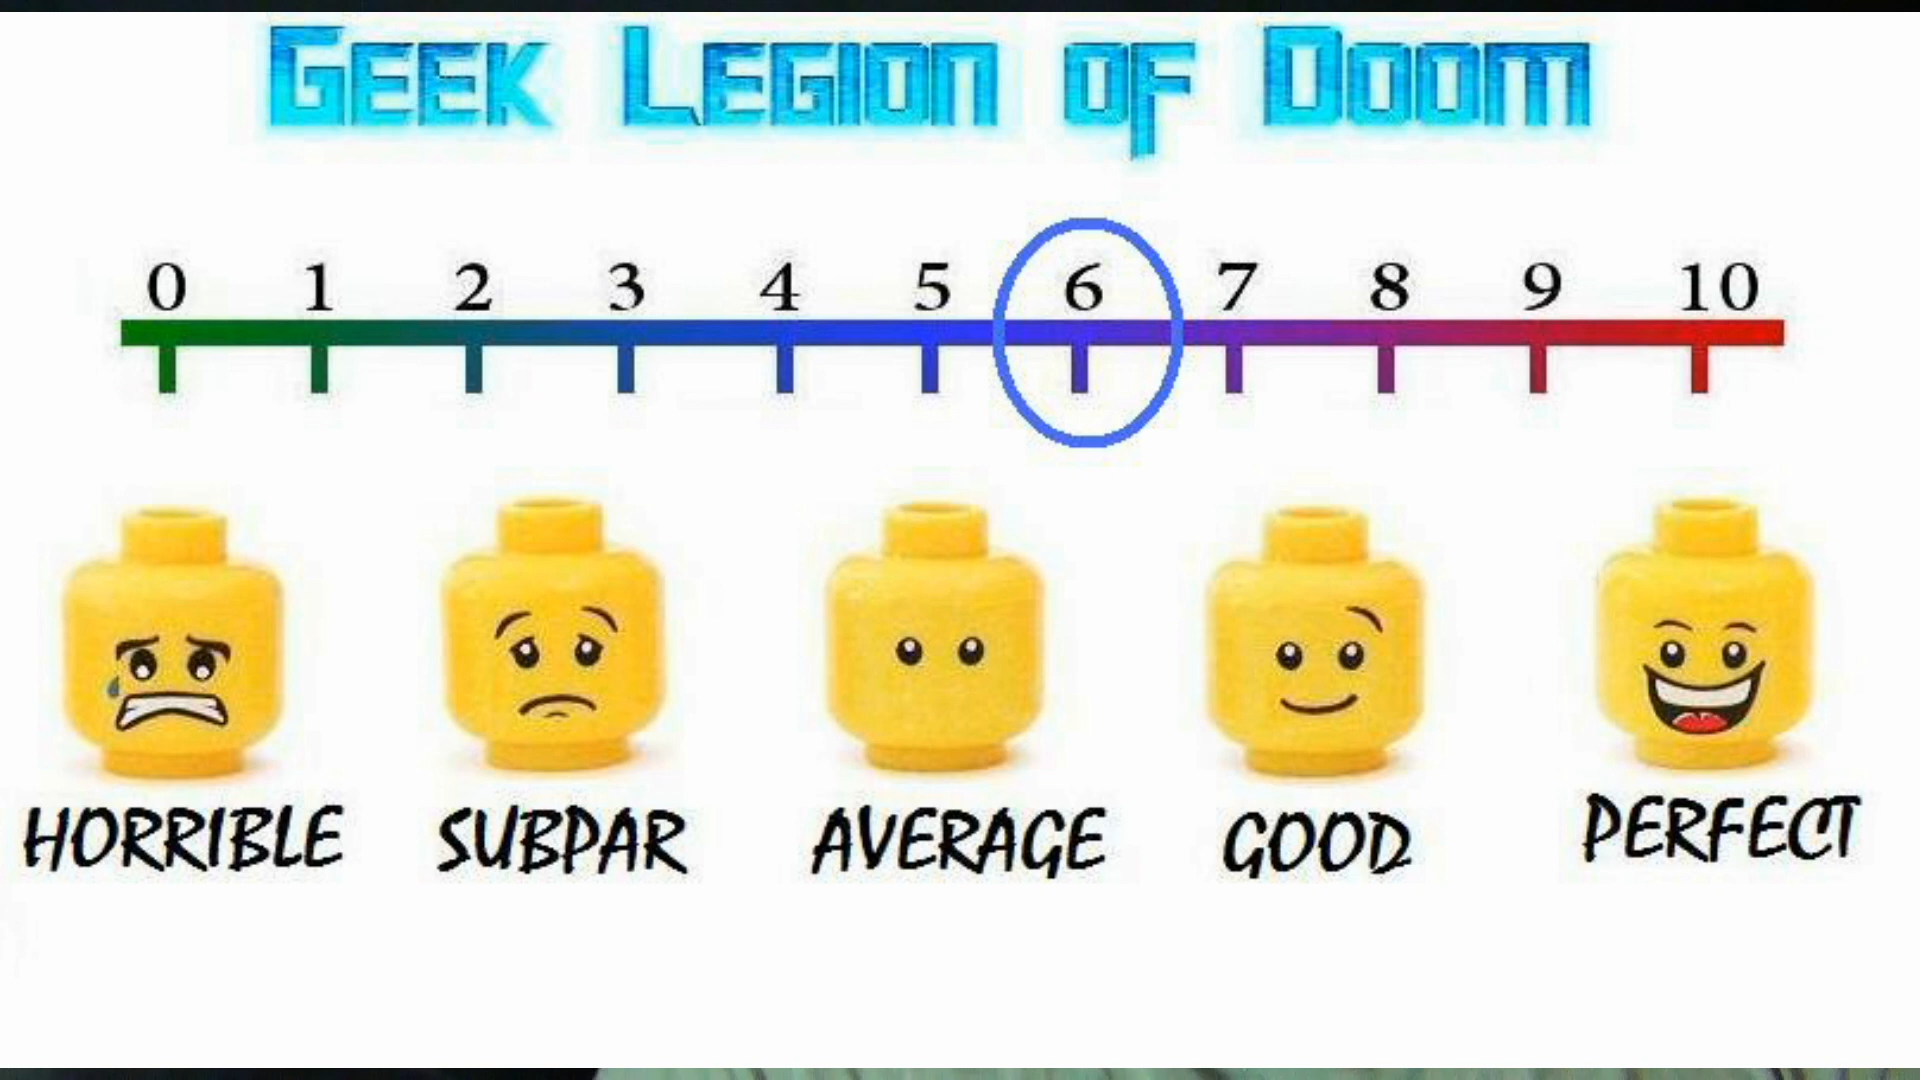 Geek Legion of Doom
0 1 2 3 4 5 6 7 8 9 10
HORRIBLE SUBPAR AVERAGE GOOD PERFECT